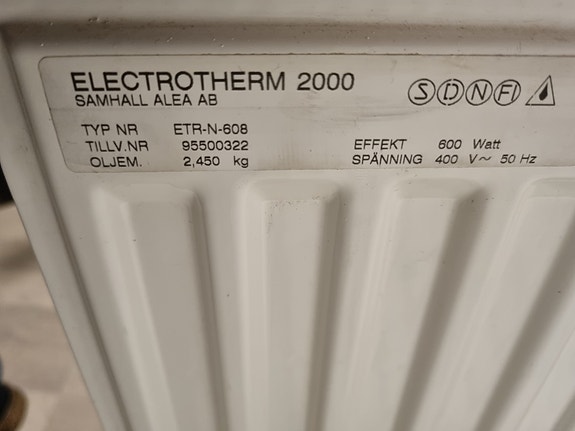 ELECTROTHERM 2000
SAMHALL ALEA AB
S D N FI
TYP NR ETR-N-608
TILLV.NR 95500322
OLJEM. 2,450 kg
EFFEKT 600 Watt
SPÄNNING 400 V~ 50 Hz